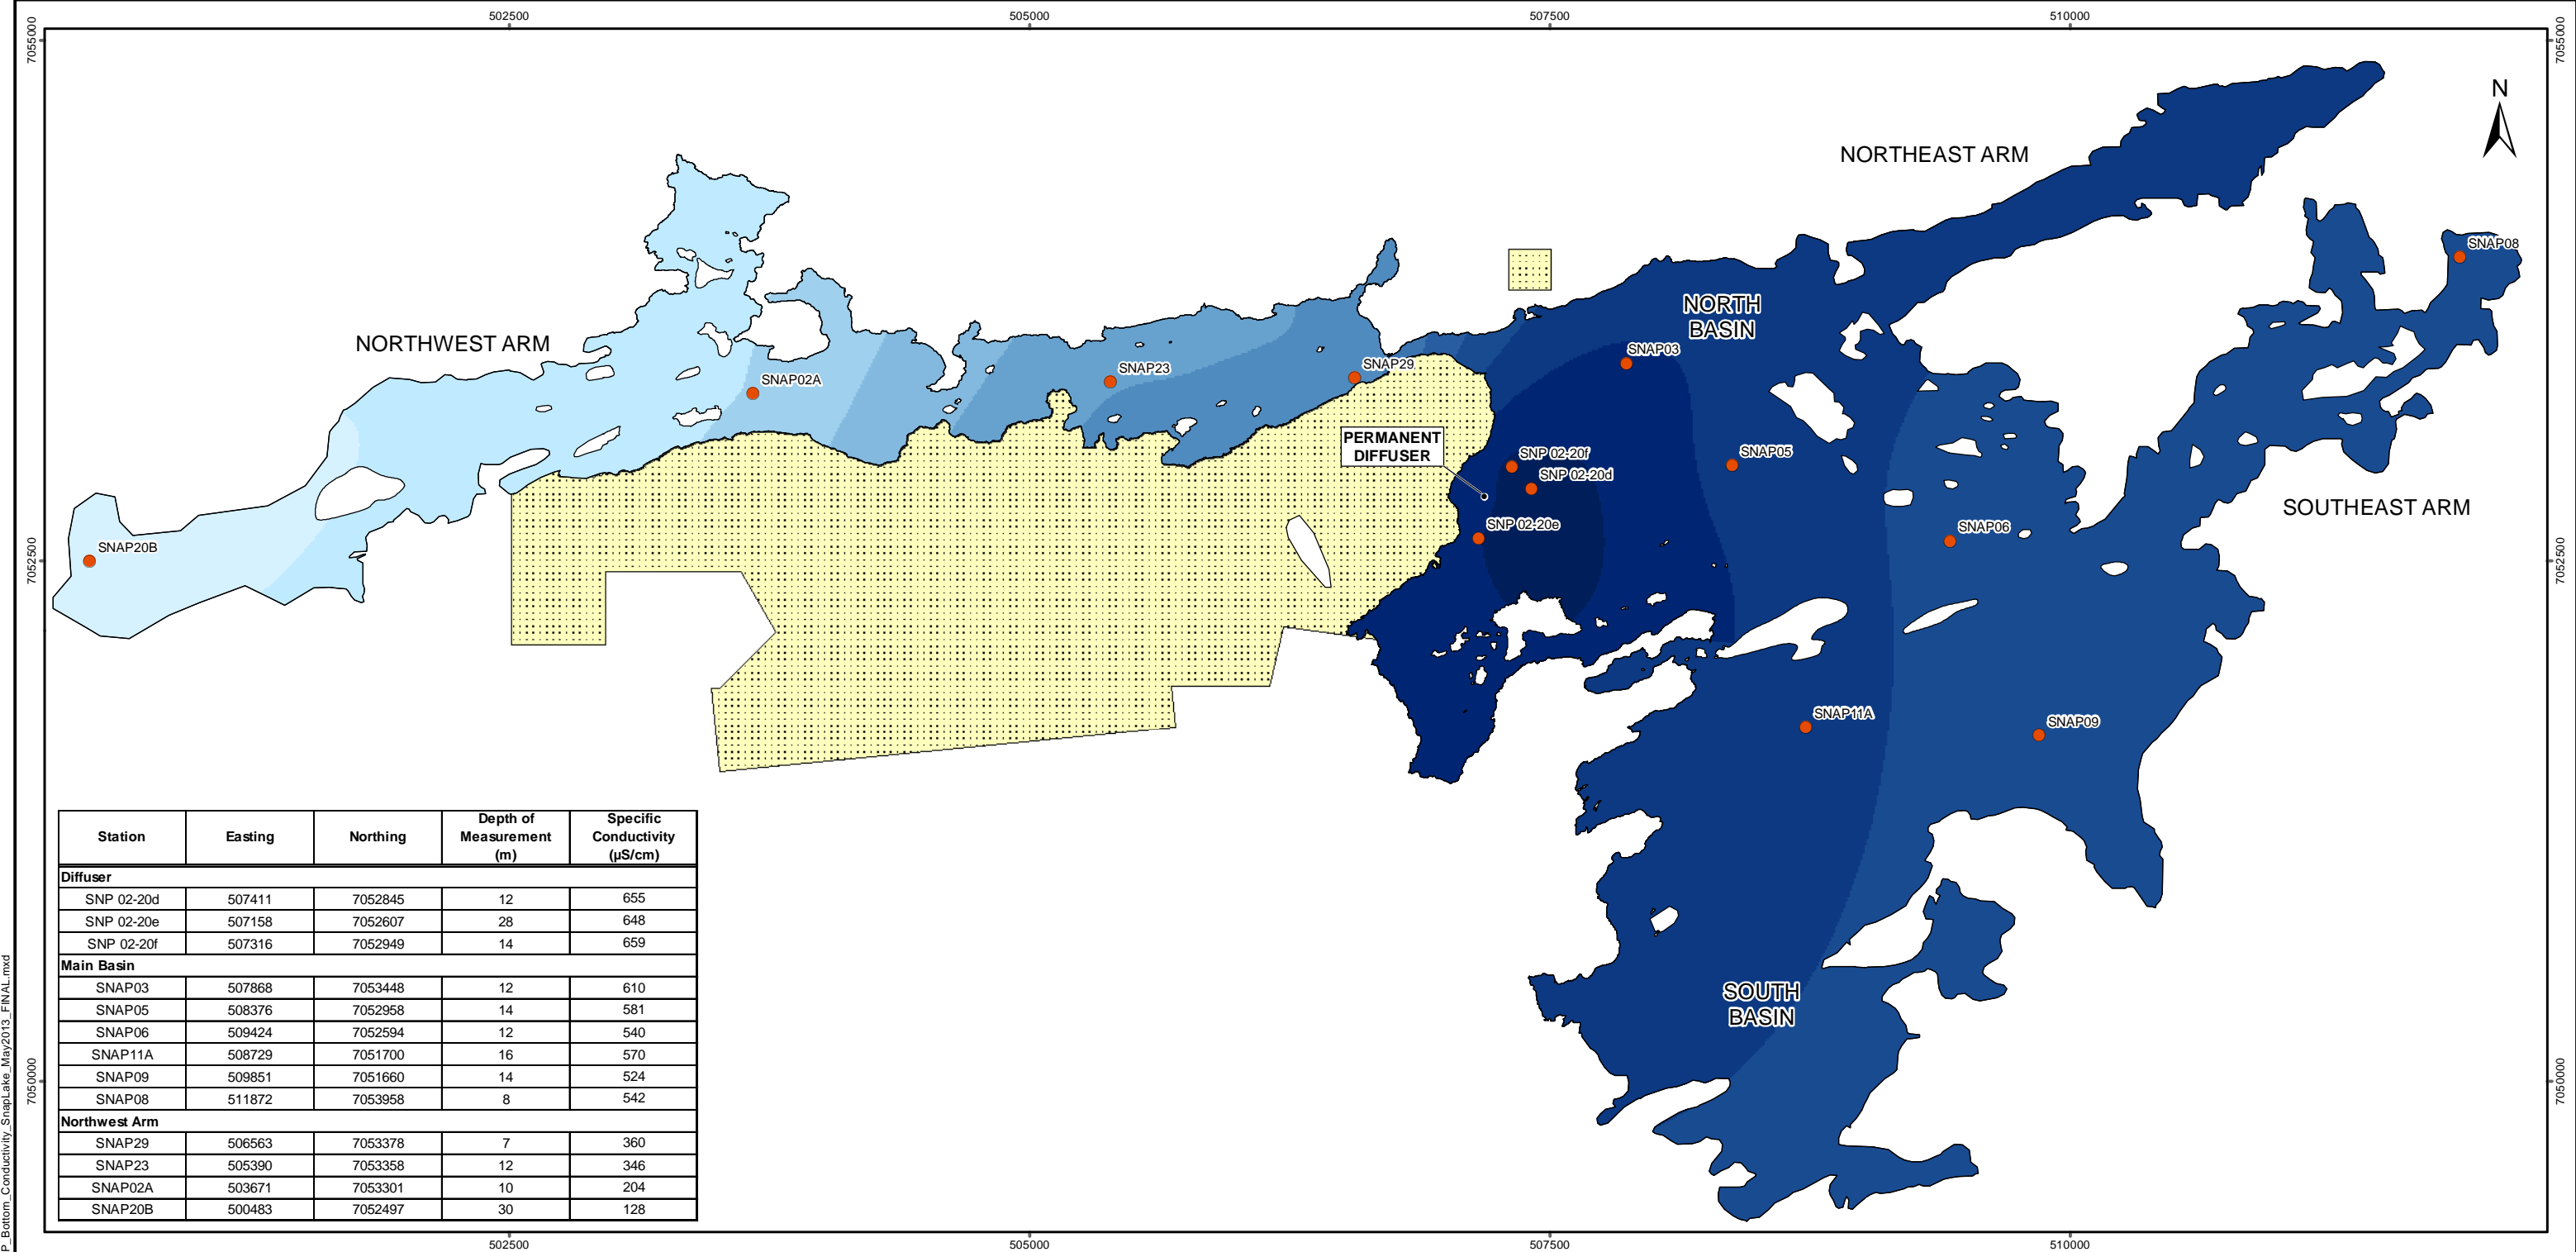 502500 505000 507500 510000
7055000 7055000
N
NORTHEAST ARM
SNAP08
NORTH
BASIN
NORTHWEST ARM
SNAP03
SNAP29
SNAP23
SNAP02A
PERMANENT
DIFFUSER
SNP 02-20f
SNAP05
SNP 02-20d
SOUTHEAST ARM
SNP 02-20e
SNAP06
SNAP20B
7052500 7052500
SNAP11A
SNAP09
Station Easting Northing Depth of Measurement (m) Specific Conductivity (µS/cm)
Diffuser
SNP 02-20d 507411 7052845 12 655
SNP 02-20e 507158 7052607 28 648
SNP 02-20f 507316 7052949 14 659
Main Basin
SNAP03 507868 7053448 12 610
SNAP05 508376 7052958 14 581
SNAP06 509424 7052594 12 540
SNAP11A 508729 7051700 16 570
SNAP09 509851 7051660 14 524
SNAP08 511872 7053958 8 542
Northwest Arm
SNAP29 506563 7053378 7 360
SNAP23 505390 7053358 12 346
SNAP02A 503671 7053301 10 204
SNAP20B 500483 7052497 30 128
SOUTH
BASIN
7050000 7050000
P_Bottom_Conductivity_SnapLake_May2013_FINAL.mxd
502500 505000 507500 510000